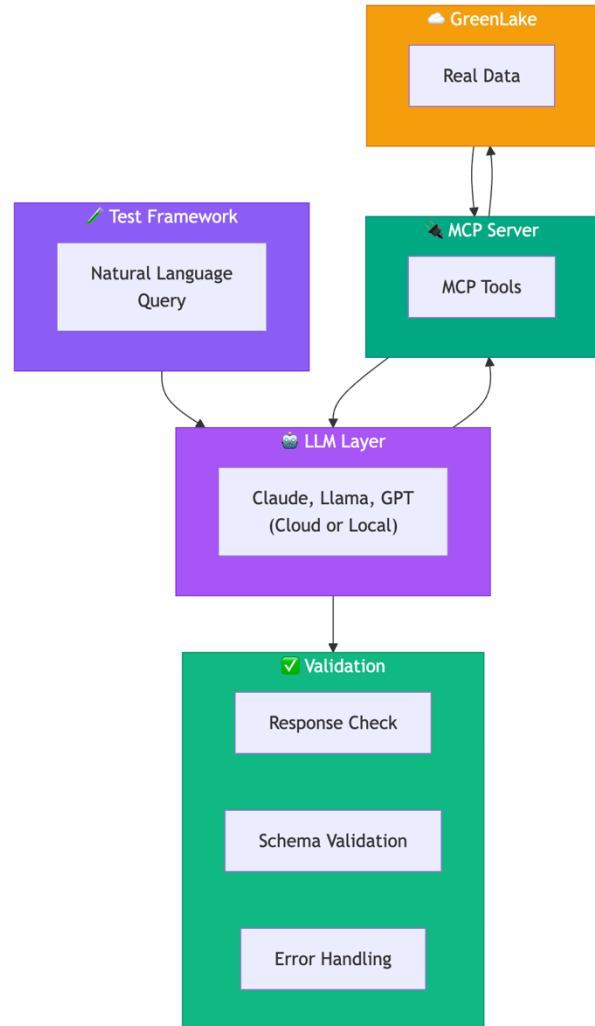 ☁️ GreenLake
Real Data
🧪 Test Framework
Natural Language
Query
🔌 MCP Server
MCP Tools
🤖 LLM Layer
Claude, Llama, GPT
(Cloud or Local)
✅ Validation
Response Check
Schema Validation
Error Handling